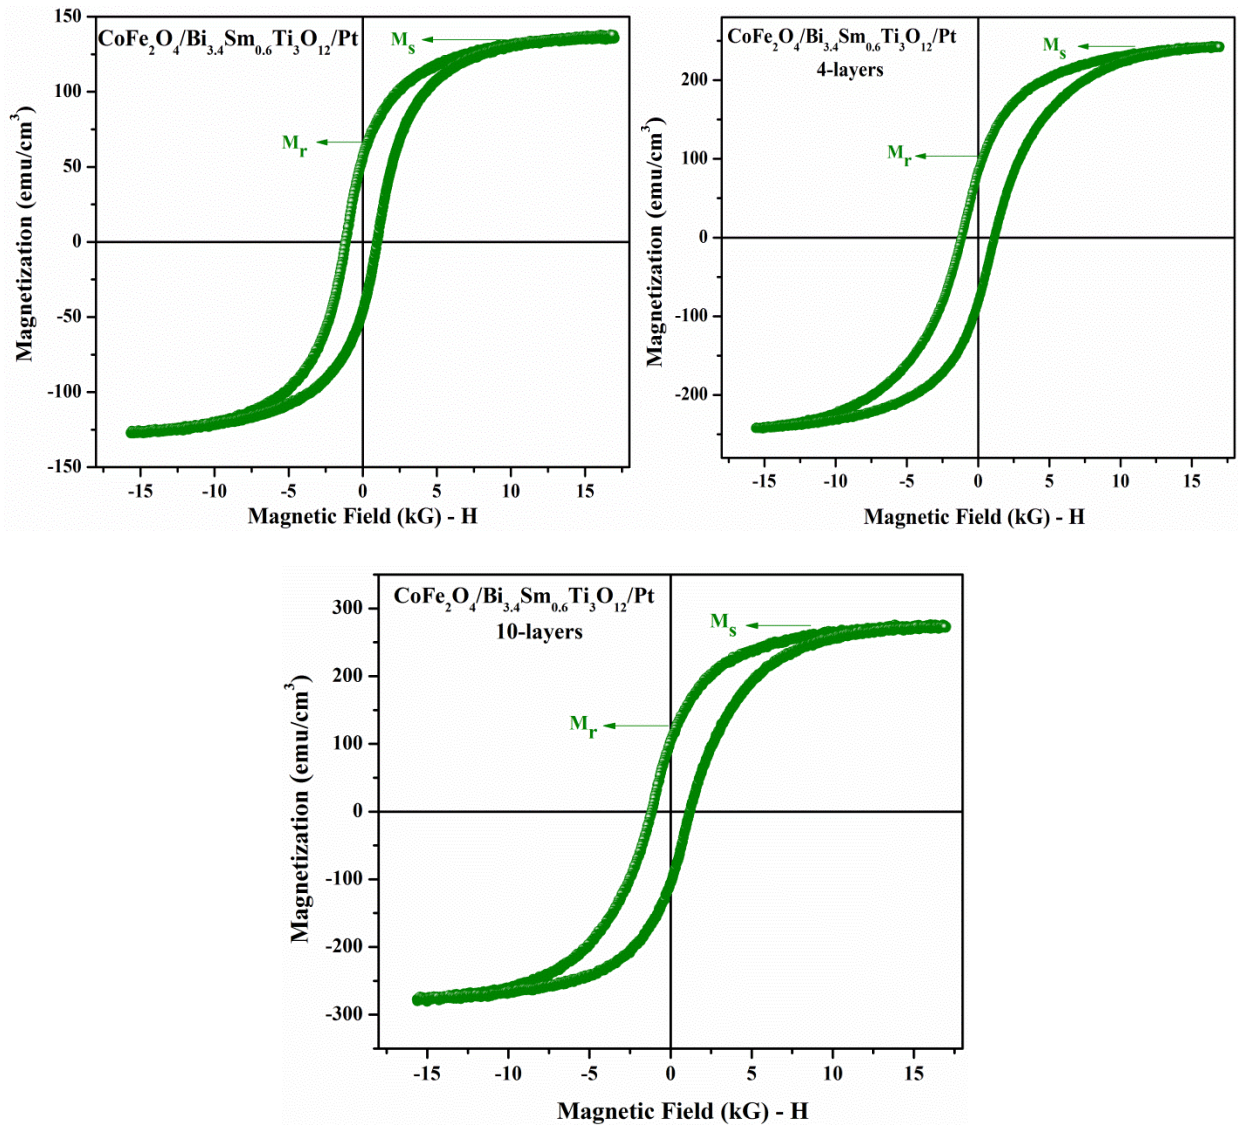 CoFe₂O₄/Bi₃.₄Sm₀.₆Ti₃O₁₂/Pt
Mₛ
Mᵣ
150
100
50
0
-50
-100
-150
Magnetization (emu/cm³)
-15 -10 -5 0 5 10 15
Magnetic Field (kG) - H
CoFe₂O₄/Bi₃.₄Sm₀.₆Ti₃O₁₂/Pt
4-layers
Mₛ
Mᵣ
200
100
0
-100
-200
Magnetization (emu/cm³)
-15 -10 -5 0 5 10 15
Magnetic Field (kG) - H
CoFe₂O₄/Bi₃.₄Sm₀.₆Ti₃O₁₂/Pt
10-layers
Mₛ
Mᵣ
300
200
100
0
-100
-200
-300
Magnetization (emu/cm³)
-15 -10 -5 0 5 10 15
Magnetic Field (kG) - H